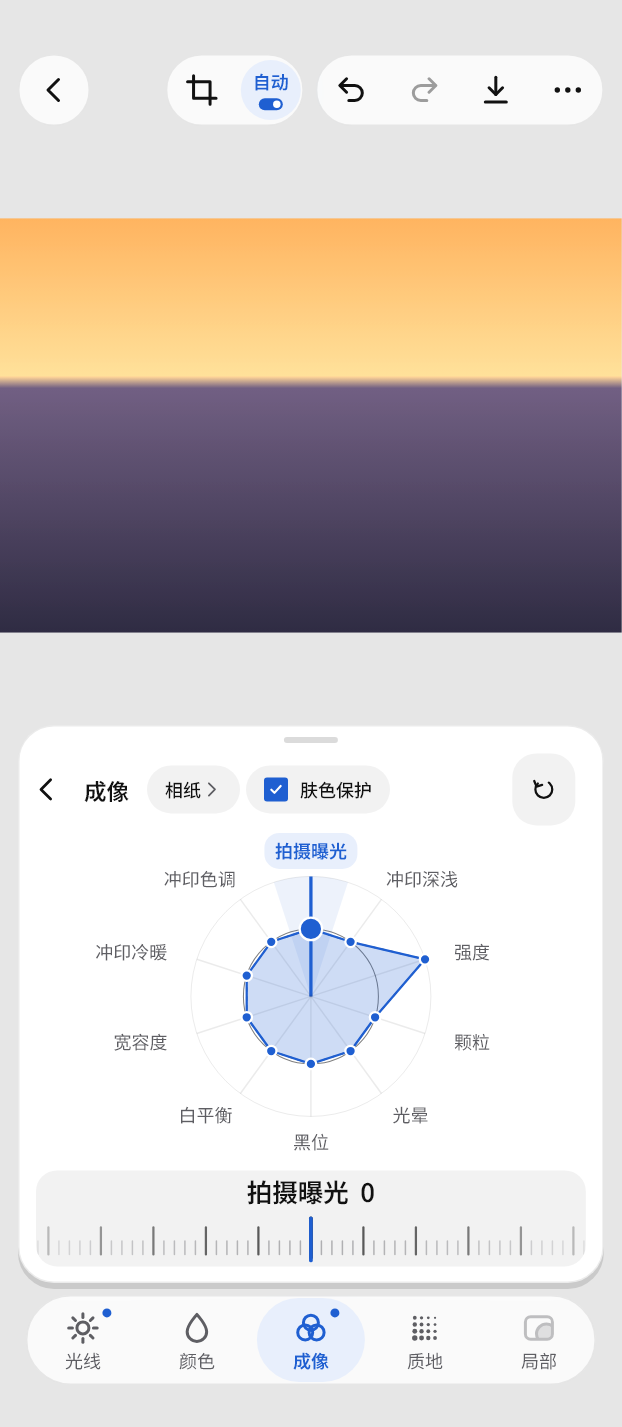 自动
成像
相纸
肤色保护
拍摄曝光
冲印色调
冲印深浅
冲印冷暖
强度
宽容度
颗粒
白平衡
光晕
黑位
拍摄曝光 0
光线
颜色
成像
质地
局部